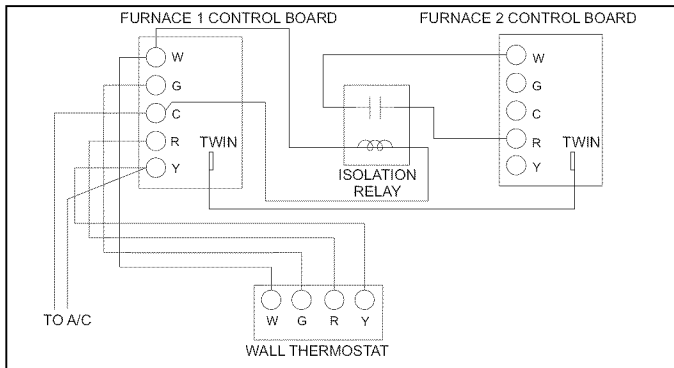 FURNACE 1 CONTROL BOARD
FURNACE 2 CONTROL BOARD
W
G
C
R
Y
TWIN
ISOLATION
RELAY
W
G
C
R
Y
TWIN
TO A/C
W G R Y
WALL THERMOSTAT